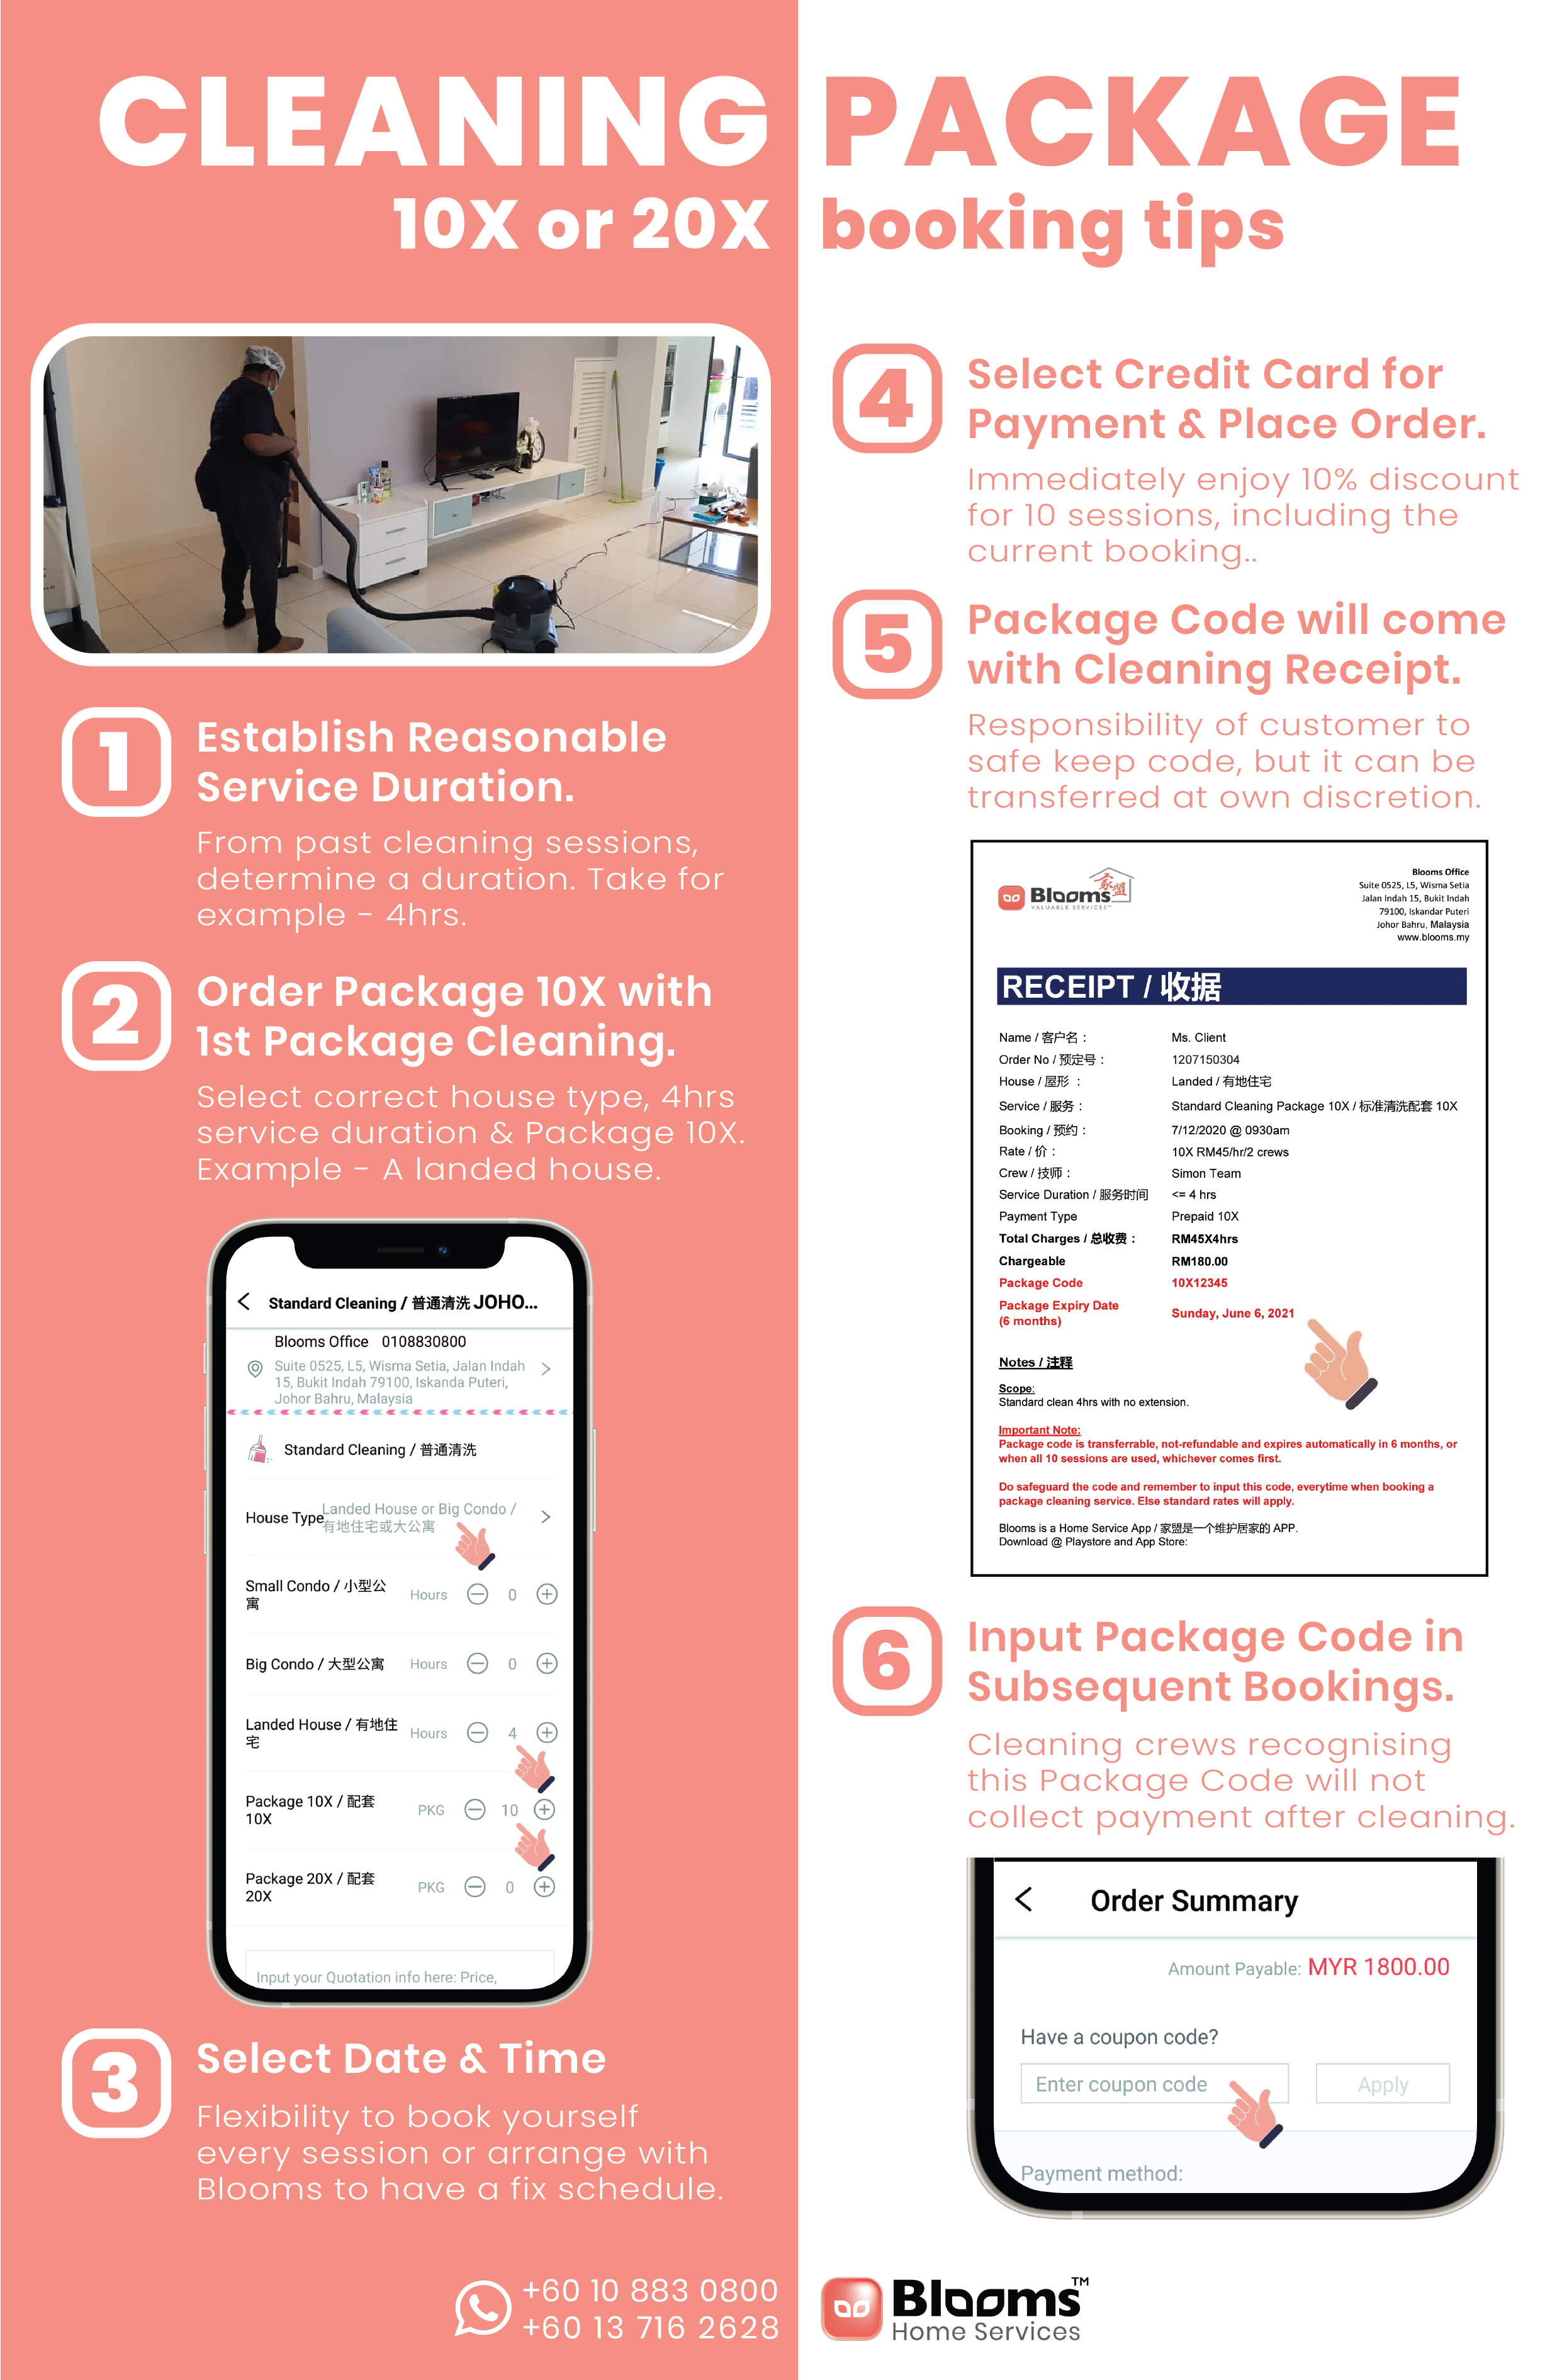 CLEANING PACKAGE
10X or 20X booking tips
1
Establish Reasonable
Service Duration.
From past cleaning sessions,
determine a duration. Take for
example - 4hrs.
2
Order Package 10X with
1st Package Cleaning.
Select correct house type, 4hrs
service duration & Package 10X.
Example - A landed house.
Standard Cleaning / 普通清洗 JOHO...
Blooms Office 0108830800
Suite 0525, L5, Wisma Setia, Jalan Indah
15, Bukit Indah 79100, Iskanda Puteri,
Johor Bahru, Malaysia
Standard Cleaning / 普通清洗
House Type
Landed House or Big Condo /
有地住宅或大公寓
Small Condo / 小型公
寓
Hours 0
Big Condo / 大型公寓 Hours 0
Landed House / 有地住
宅
Hours 4
Package 10X / 配套
10X
PKG 10
Package 20X / 配套
20X
PKG 0
Input your Quotation info here: Price,
3
Select Date & Time
Flexibility to book yourself
every session or arrange with
Blooms to have a fix schedule.
+60 10 883 0800
+60 13 716 2628
4
Select Credit Card for
Payment & Place Order.
Immediately enjoy 10% discount
for 10 sessions, including the
current booking..
5
Package Code will come
with Cleaning Receipt.
Responsibility of customer to
safe keep code, but it can be
transferred at own discretion.
Blooms 家盟
VALUABLE SERVICES™
Blooms Office
Suite 0525, L5, Wisma Setia
Jalan Indah 15, Bukit Indah
79100, Iskandar Puteri
Johor Bahru, Malaysia
www.blooms.my
RECEIPT / 收据
Name / 客户名 : Ms. Client
Order No / 预定号 : 1207150304
House / 屋形 : Landed / 有地住宅
Service / 服务 : Standard Cleaning Package 10X / 标准清洗配套 10X
Booking / 预约 : 7/12/2020 @ 0930am
Rate / 价 : 10X RM45/hr/2 crews
Crew / 技师 : Simon Team
Service Duration / 服务时间 <= 4 hrs
Payment Type Prepaid 10X
Total Charges / 总收费 : RM45X4hrs
Chargeable RM180.00
Package Code 10X12345
Package Expiry Date
(6 months)
Sunday, June 6, 2021
Notes / 注释
Scope:
Standard clean 4hrs with no extension.
Important Note:
Package code is transferrable, not-refundable and expires automatically in 6 months, or
when all 10 sessions are used, whichever comes first.
Do safeguard the code and remember to input this code, everytime when booking a
package cleaning service. Else standard rates will apply.
Blooms is a Home Service App / 家盟是一个维护居家的 APP.
Download @ Playstore and App Store:
6
Input Package Code in
Subsequent Bookings.
Cleaning crews recognising
this Package Code will not
collect payment after cleaning.
Order Summary
Amount Payable: MYR 1800.00
Have a coupon code?
Enter coupon code Apply
Payment method:
Blooms™
Home Services